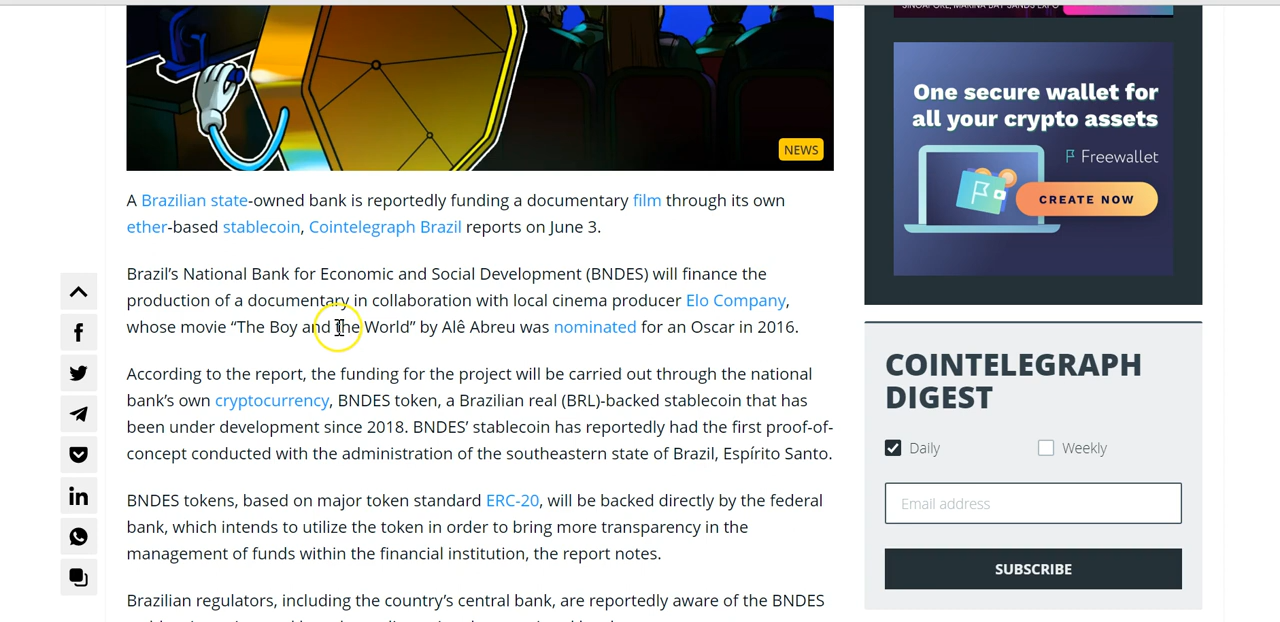 NEWS
A Brazilian state-owned bank is reportedly funding a documentary film through its own
ether-based stablecoin, Cointelegraph Brazil reports on June 3.
Brazil’s National Bank for Economic and Social Development (BNDES) will finance the
production of a documentary in collaboration with local cinema producer Elo Company,
whose movie “The Boy and the World” by Alê Abreu was nominated for an Oscar in 2016.
According to the report, the funding for the project will be carried out through the national
bank’s own cryptocurrency, BNDES token, a Brazilian real (BRL)-backed stablecoin that has
been under development since 2018. BNDES’ stablecoin has reportedly had the first proof-of-
concept conducted with the administration of the southeastern state of Brazil, Espírito Santo.
BNDES tokens, based on major token standard ERC-20, will be backed directly by the federal
bank, which intends to utilize the token in order to bring more transparency in the
management of funds within the financial institution, the report notes.
Brazilian regulators, including the country’s central bank, are reportedly aware of the BNDES
SINGAPORE, MARINA BAY SANDS EXPO
One secure wallet for
all your crypto assets
Freewallet
CREATE NOW
COINTELEGRAPH
DIGEST
Daily
Weekly
Email address
SUBSCRIBE